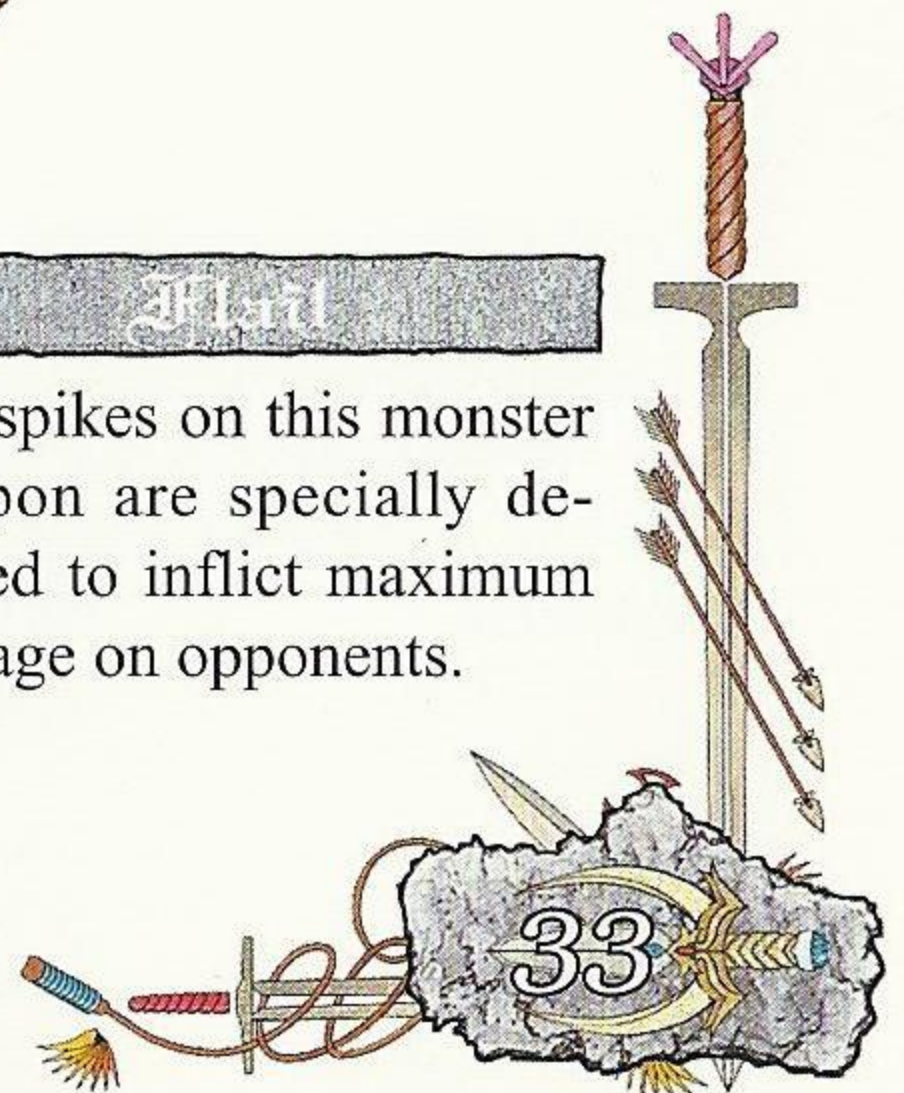 Flail
spikes on this monster
pon are specially de-
ed to inflict maximum
age on opponents.
33